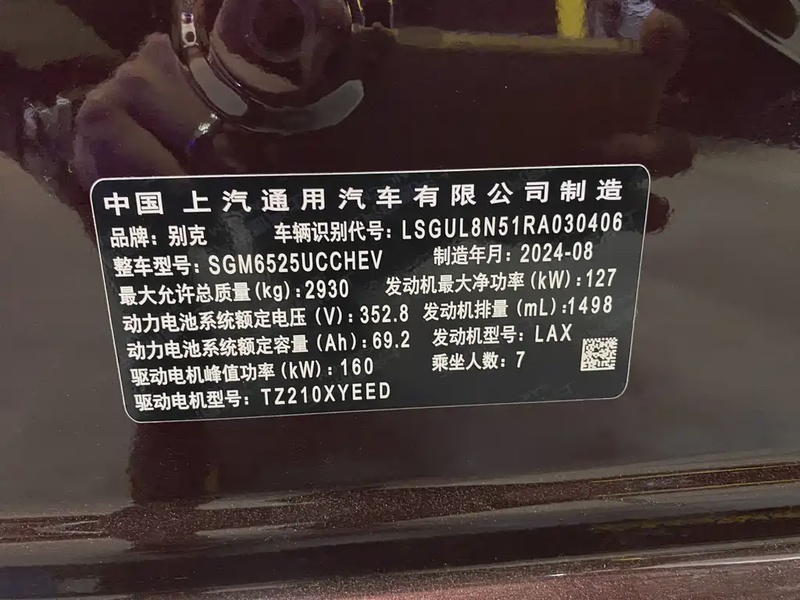 中国 上汽通用汽车有限公司制造
品牌：别克 车辆识别代号：LSGUL8N51RA030406
整车型号：SGM6525UCCHEV 制造年月：2024-08
最大允许总质量(kg)：2930 发动机最大净功率(kW)：127
动力电池系统额定电压(V)：352.8 发动机排量(mL)：1498
动力电池系统额定容量(Ah)：69.2 发动机型号：LAX
驱动电机峰值功率(kW)：160 乘坐人数：7
驱动电机型号：TZ210XYEED